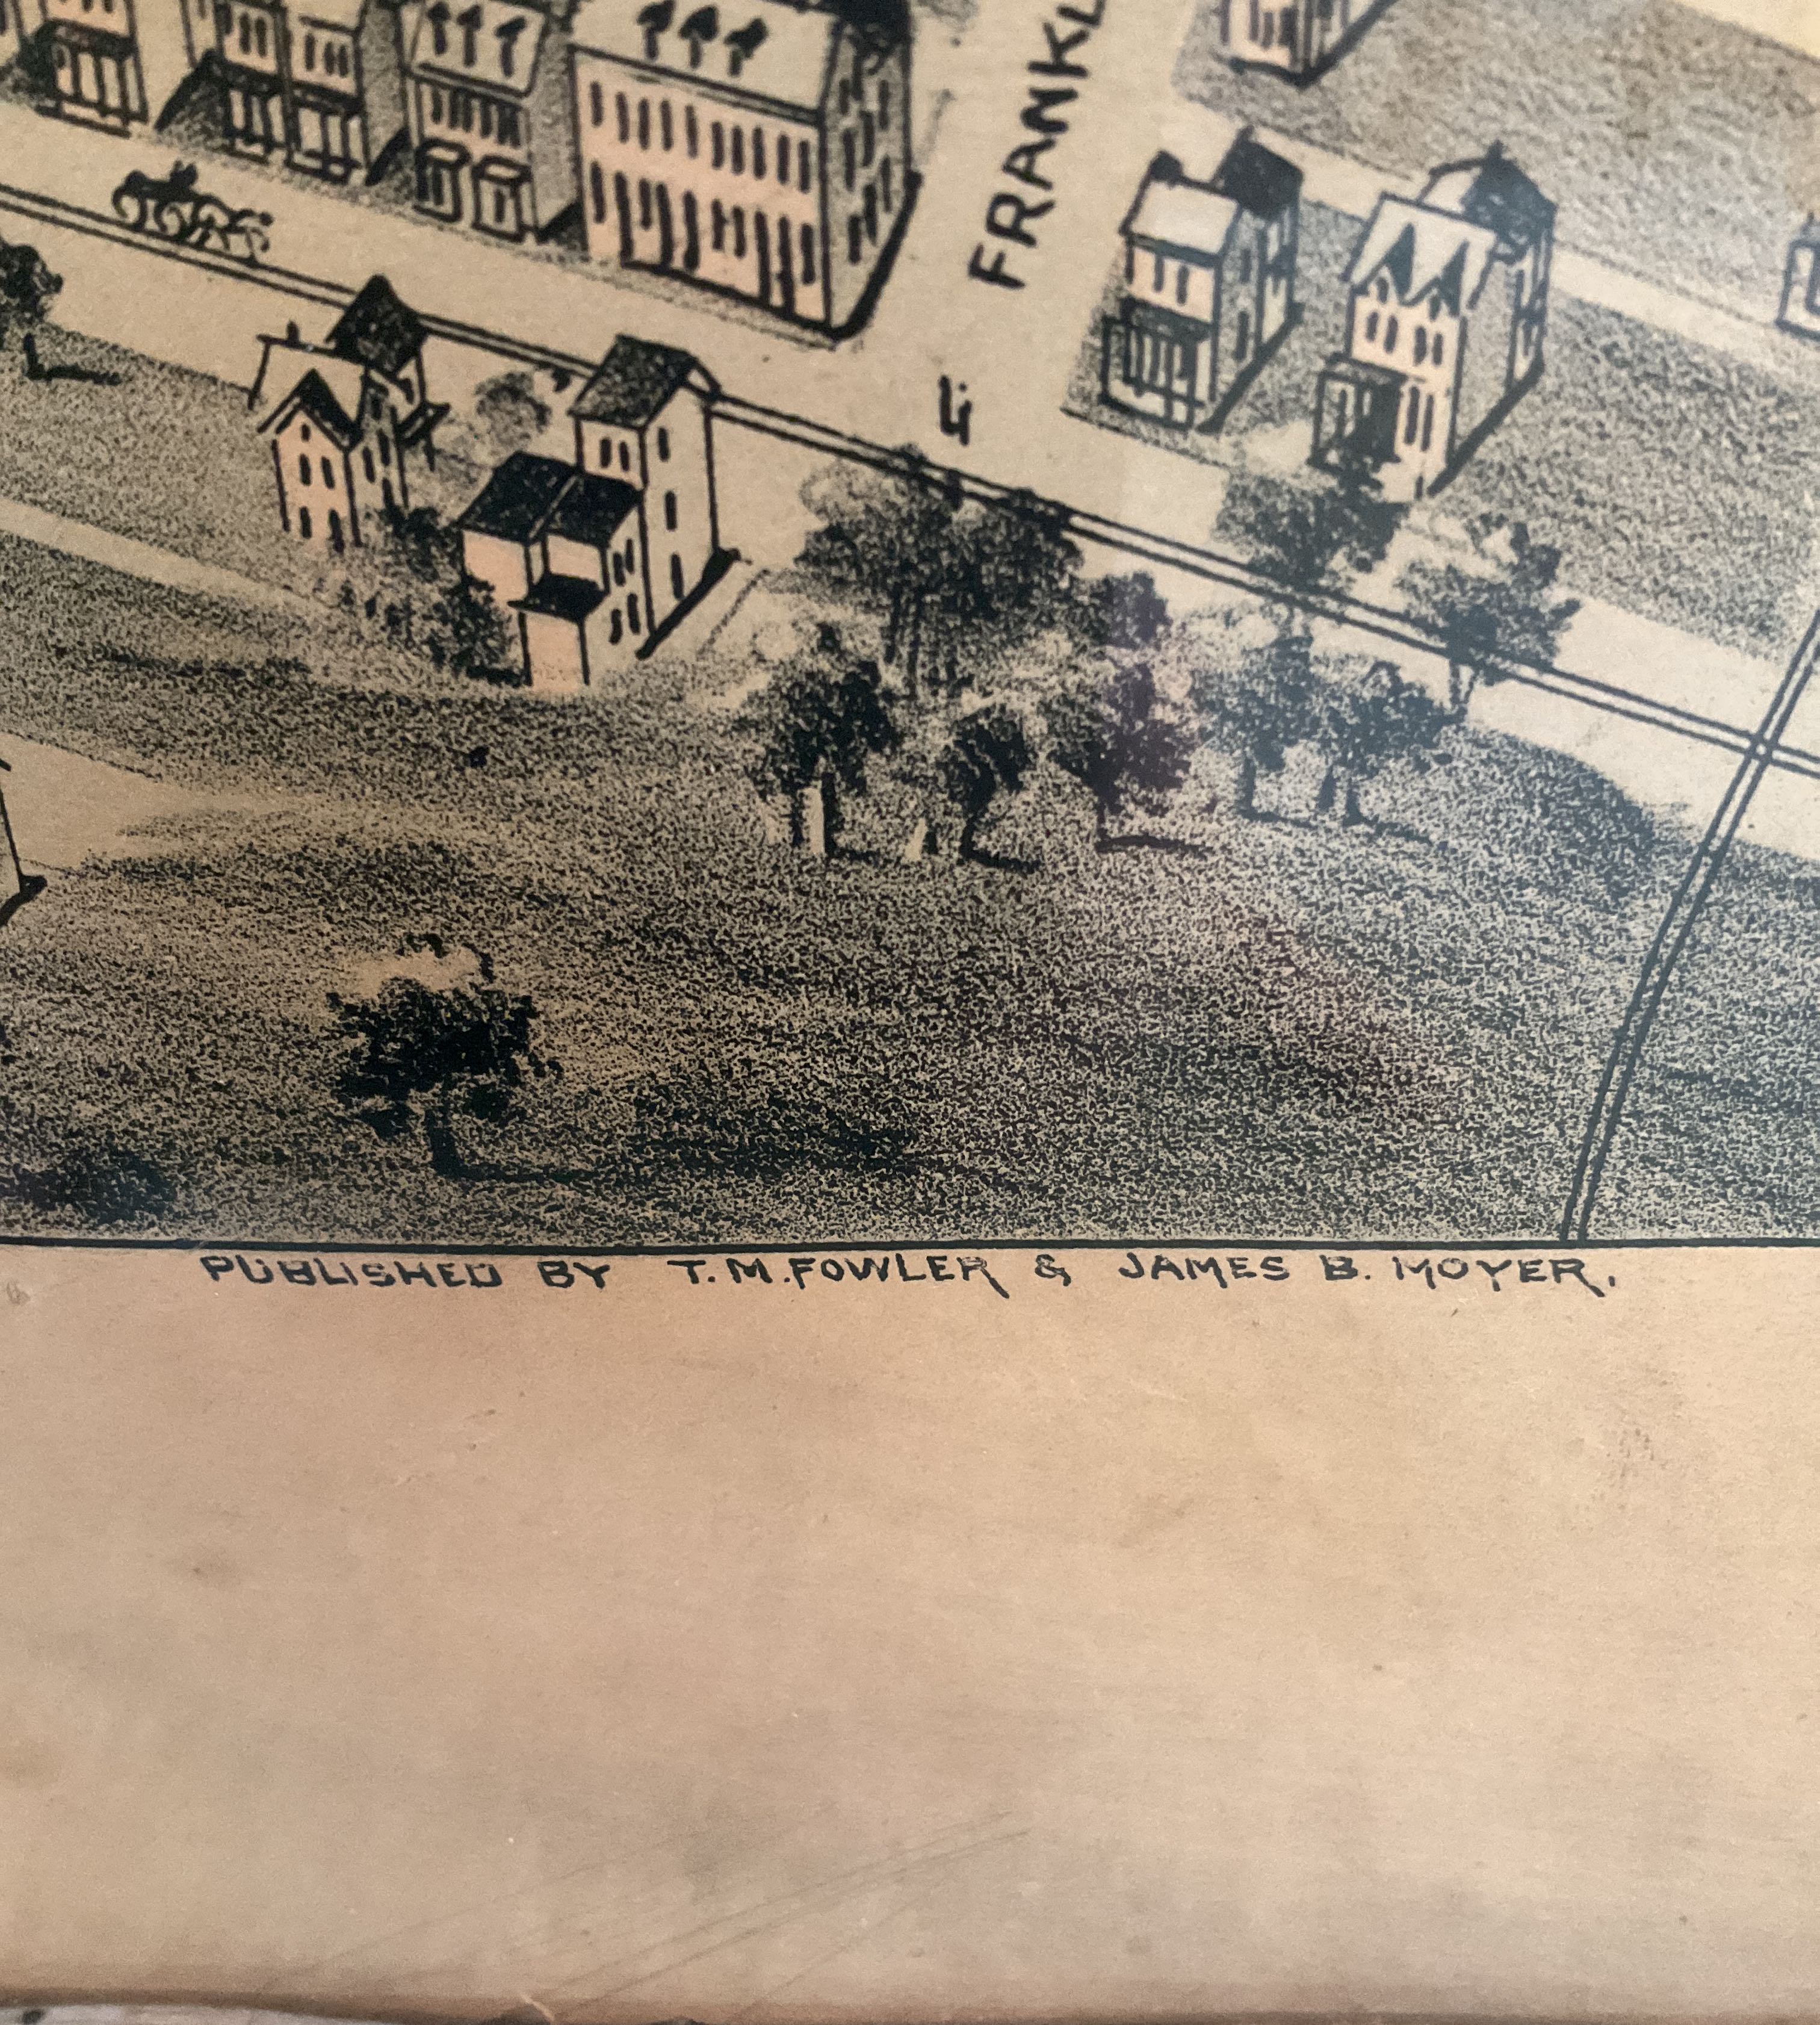 FRANKL
4
PUBLISHED BY T.M.FOWLER & JAMES B. MOYER.